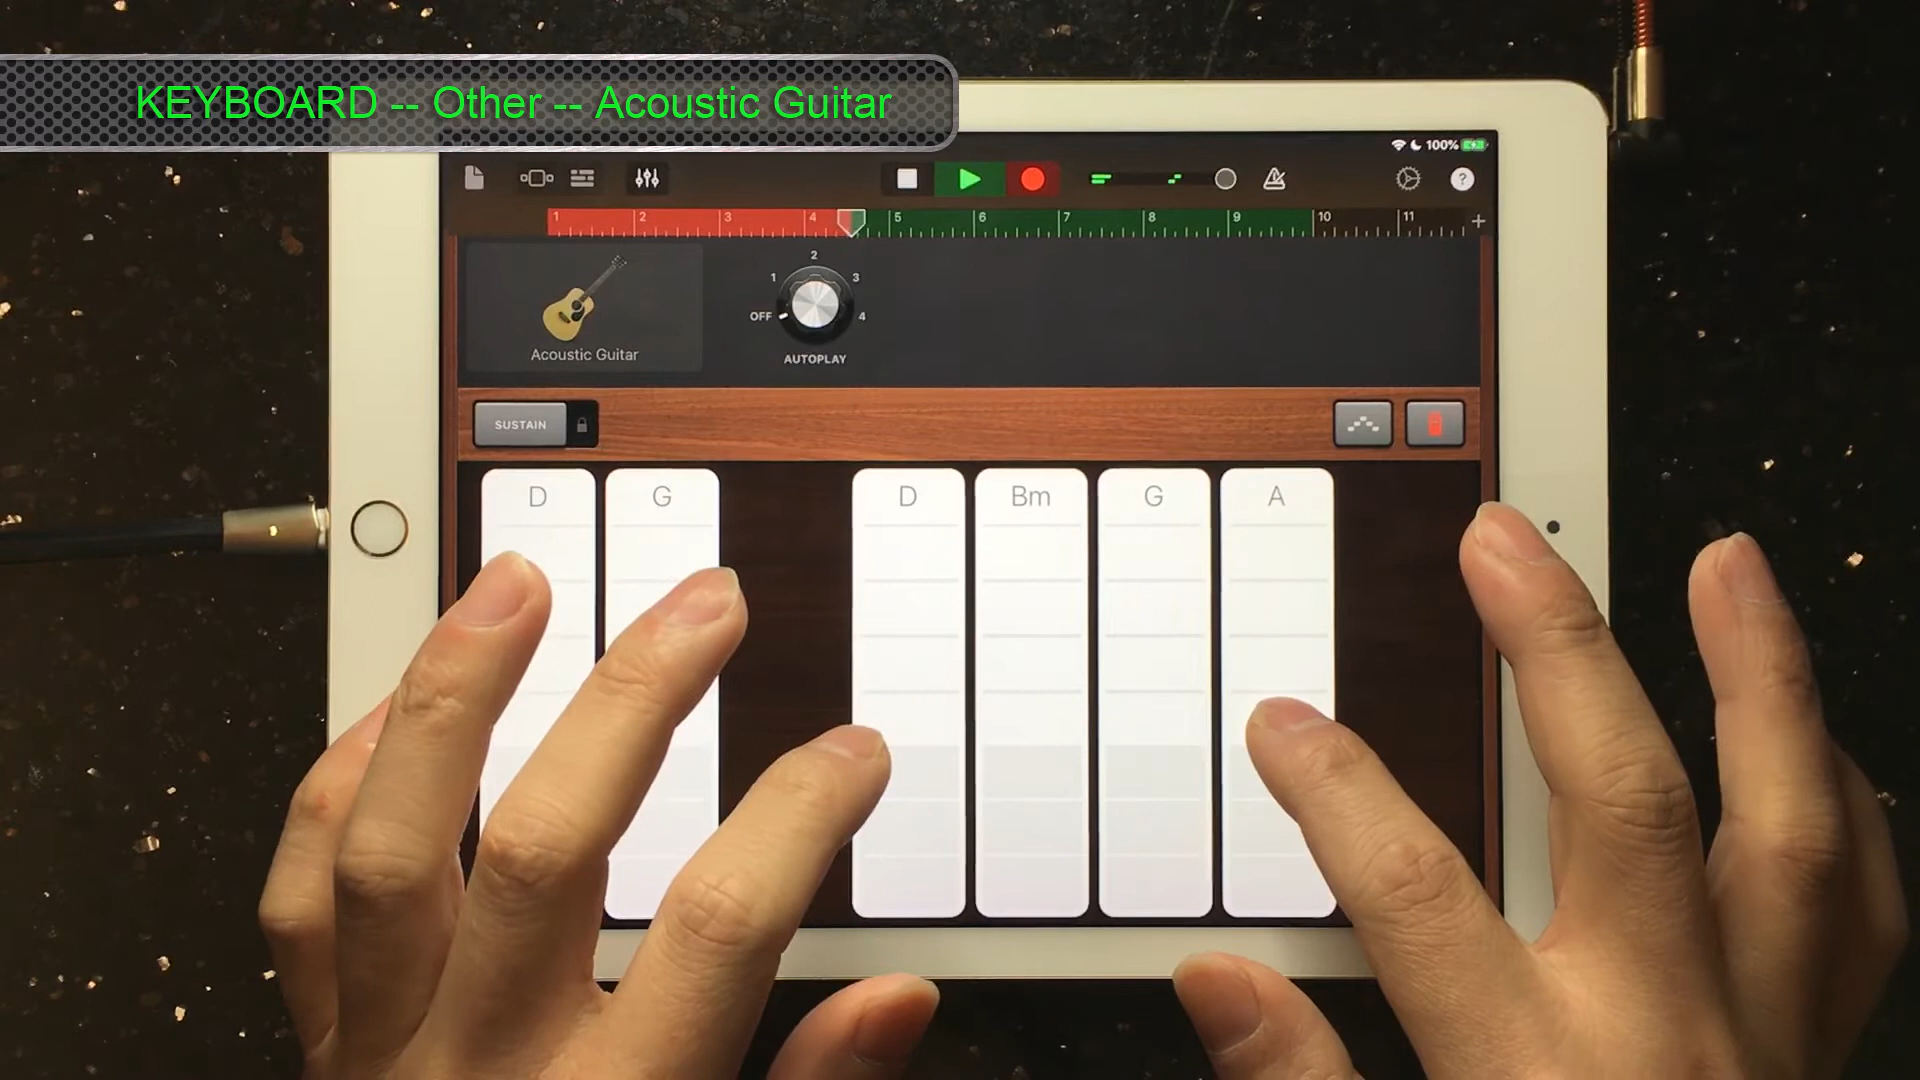 KEYBOARD -- Other -- Acoustic Guitar
100%
?
1 2 3 4 5 6 7 8 9 10 11 +
2
1 3
OFF 4
AUTOPLAY
Acoustic Guitar
SUSTAIN
D G D Bm G A